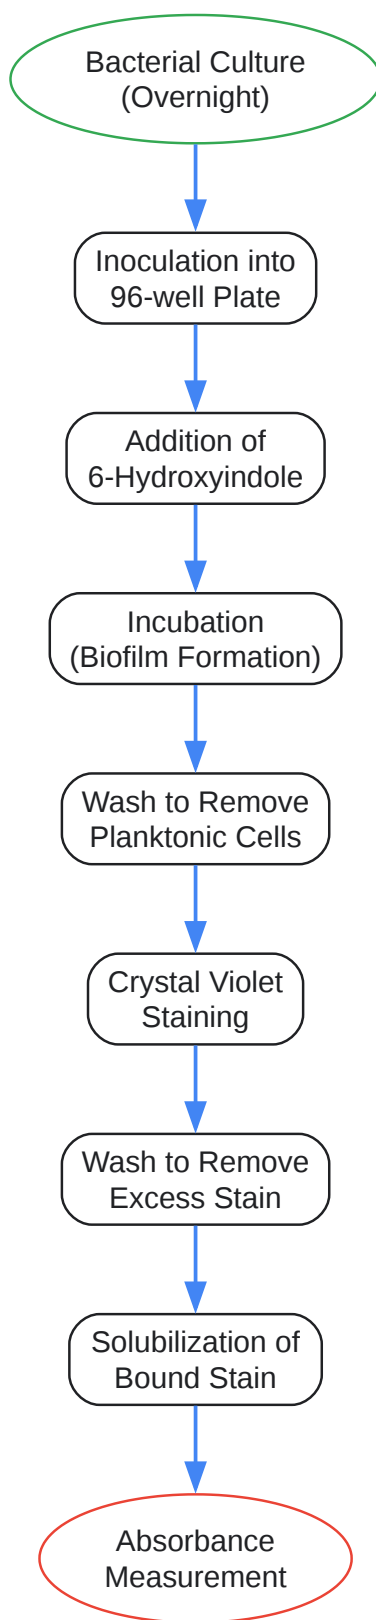 Bacterial Culture
(Overnight)
Inoculation into
96-well Plate
Addition of
6-Hydroxyindole
Incubation
(Biofilm Formation)
Wash to Remove
Planktonic Cells
Crystal Violet
Staining
Wash to Remove
Excess Stain
Solubilization of
Bound Stain
Absorbance
Measurement